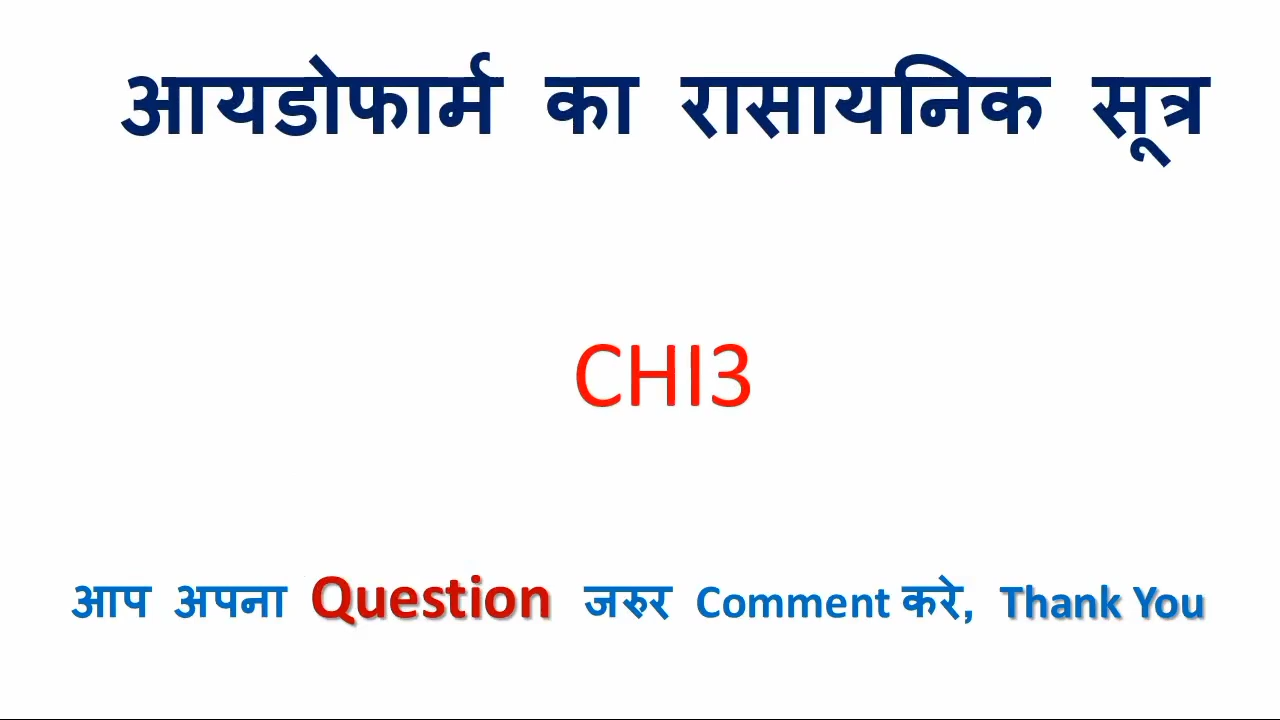 आयडोफार्म का रासायनिक सूत्र
CHI3
आप अपना Question जरुर Comment करे, Thank You